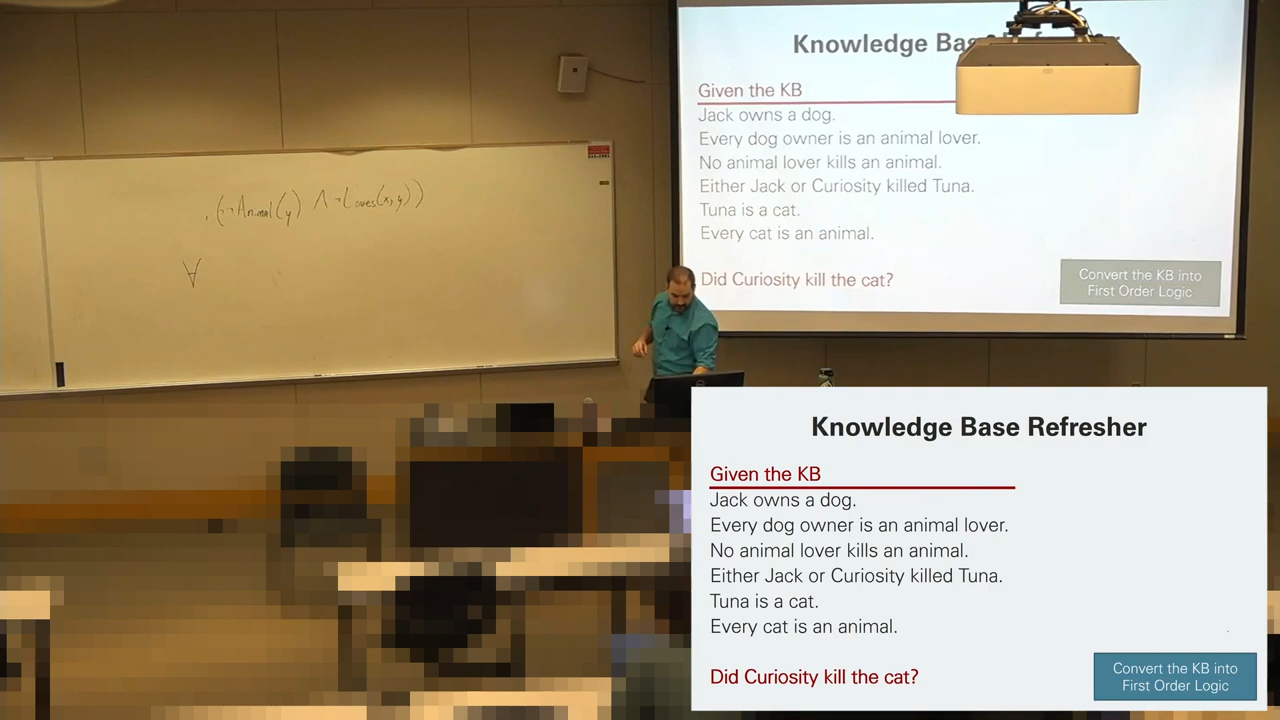 (¬¬Animal(y) ∧ ¬Loves(x,y))
∀
Given the KB
Jack owns a dog.
Every dog owner is an animal lover.
No animal lover kills an animal.
Either Jack or Curiosity killed Tuna.
Tuna is a cat.
Every cat is an animal.
Did Curiosity kill the cat?
Convert the KB into
First Order Logic
Knowledge Base Refresher
Given the KB
Jack owns a dog.
Every dog owner is an animal lover.
No animal lover kills an animal.
Either Jack or Curiosity killed Tuna.
Tuna is a cat.
Every cat is an animal.
Did Curiosity kill the cat?
Convert the KB into
First Order Logic